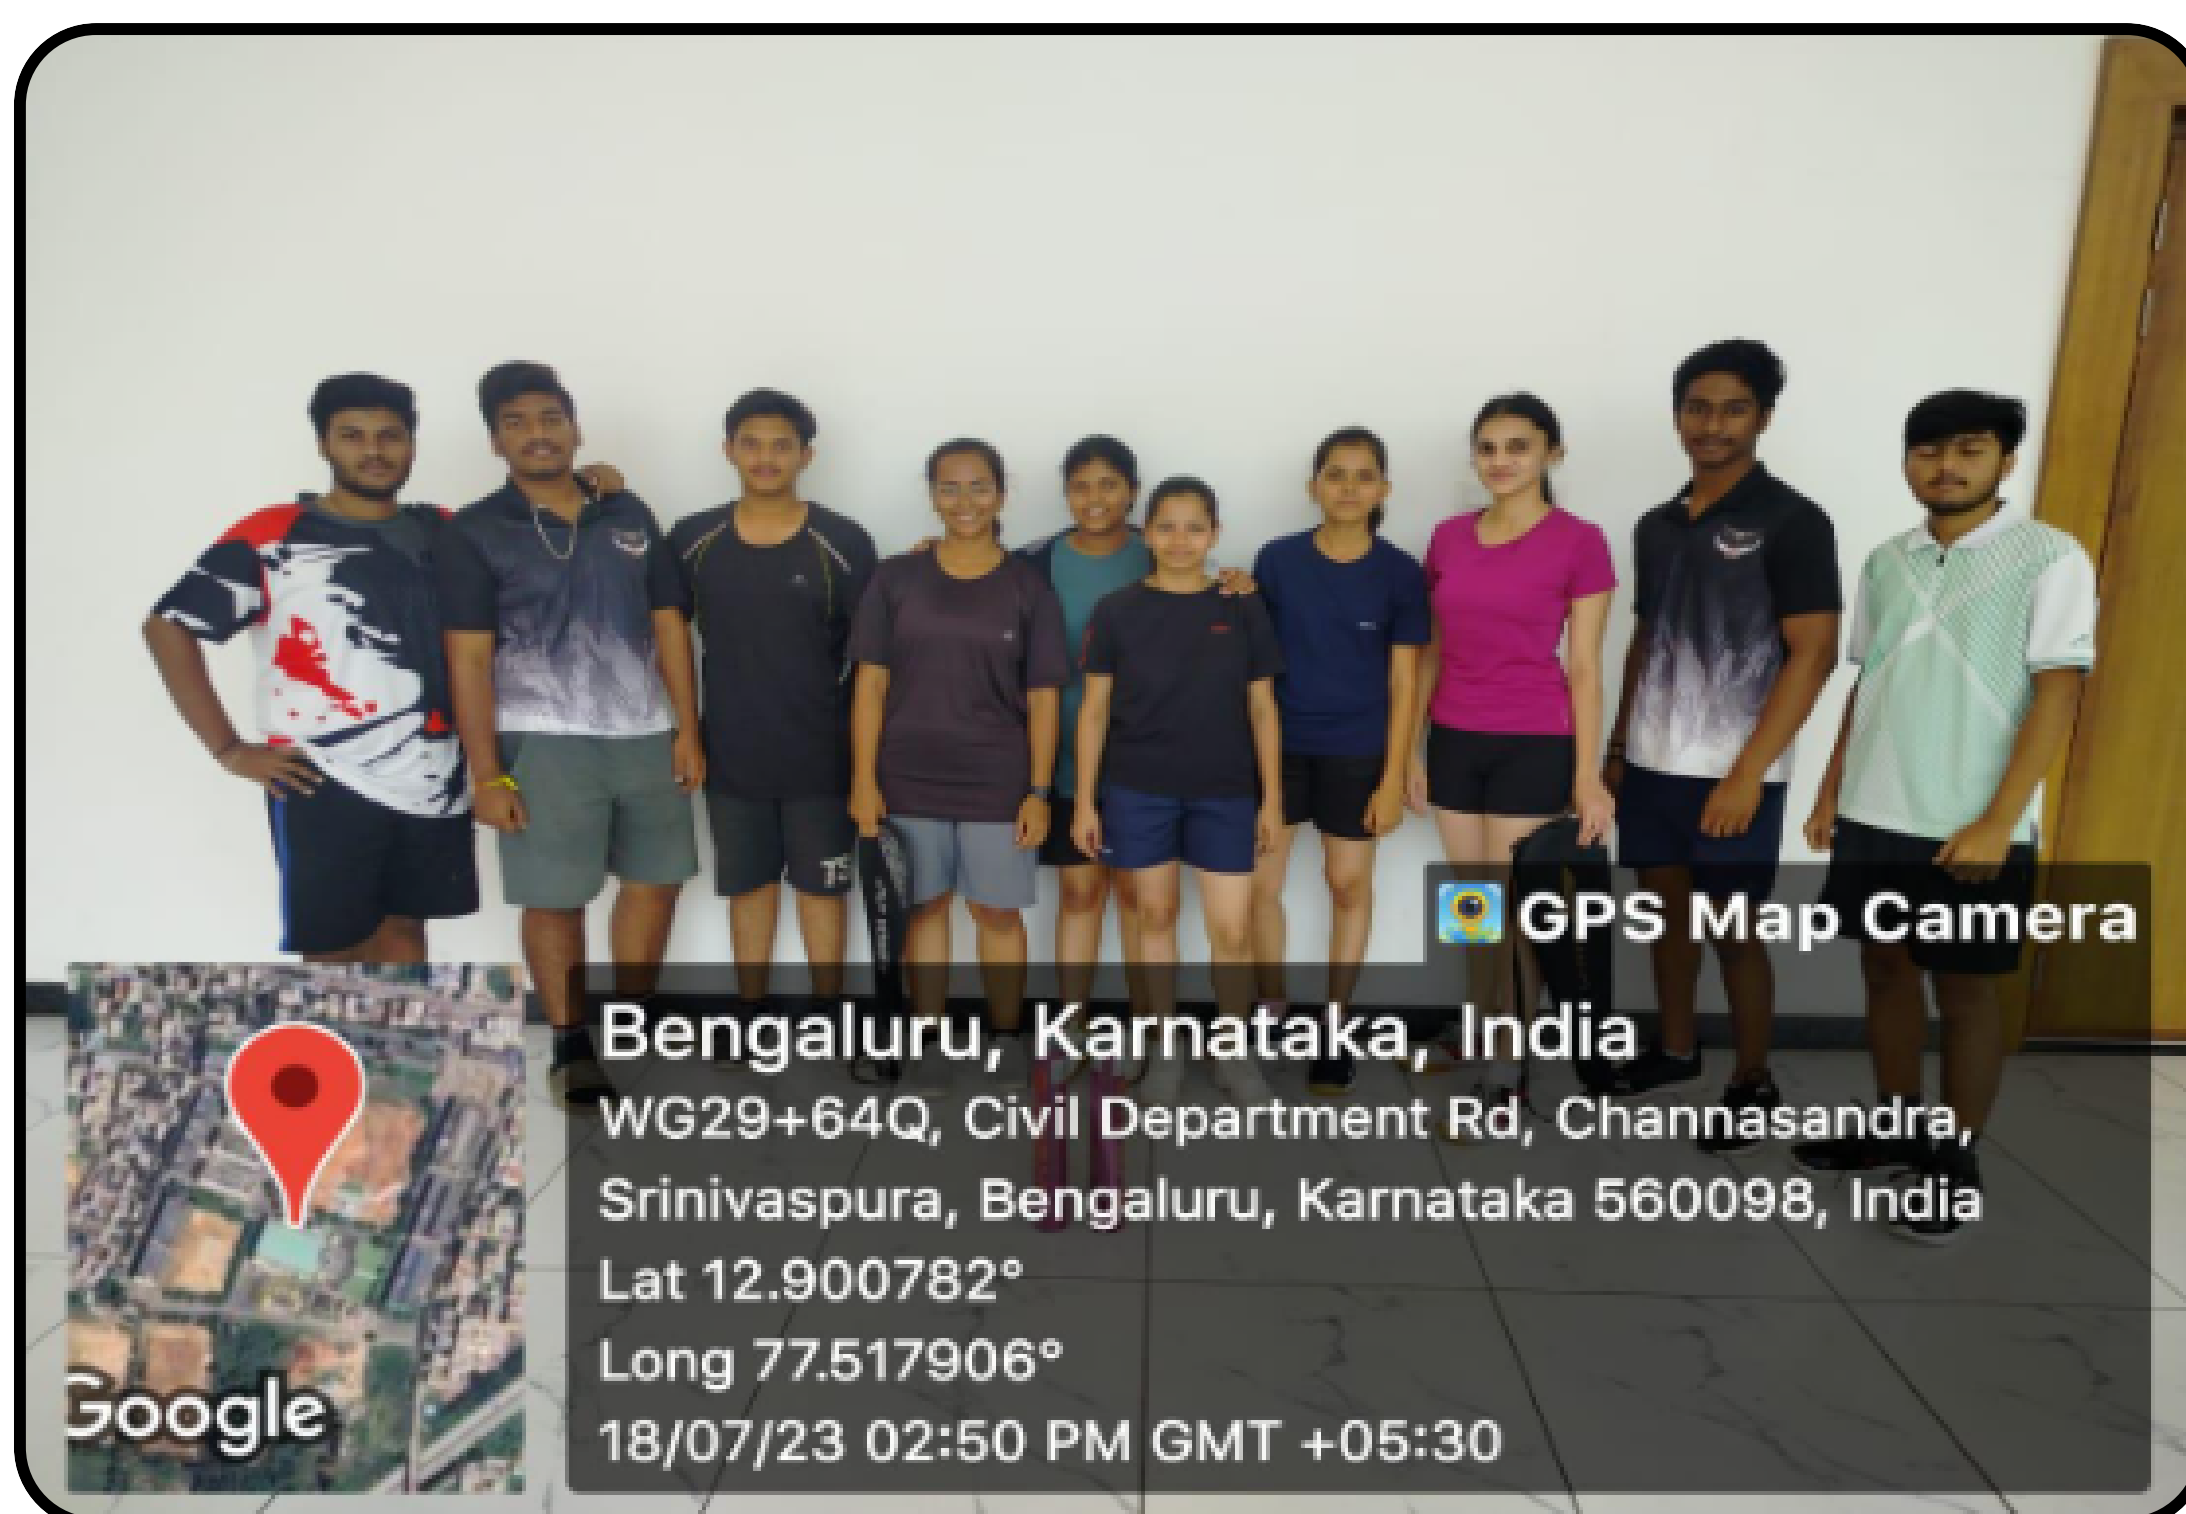 GPS Map Camera
Bengaluru, Karnataka, India
WG29+64Q, Civil Department Rd, Channasandra,
Srinivaspura, Bengaluru, Karnataka 560098, India
Lat 12.900782°
Long 77.517906°
18/07/23 02:50 PM GMT +05:30
Google